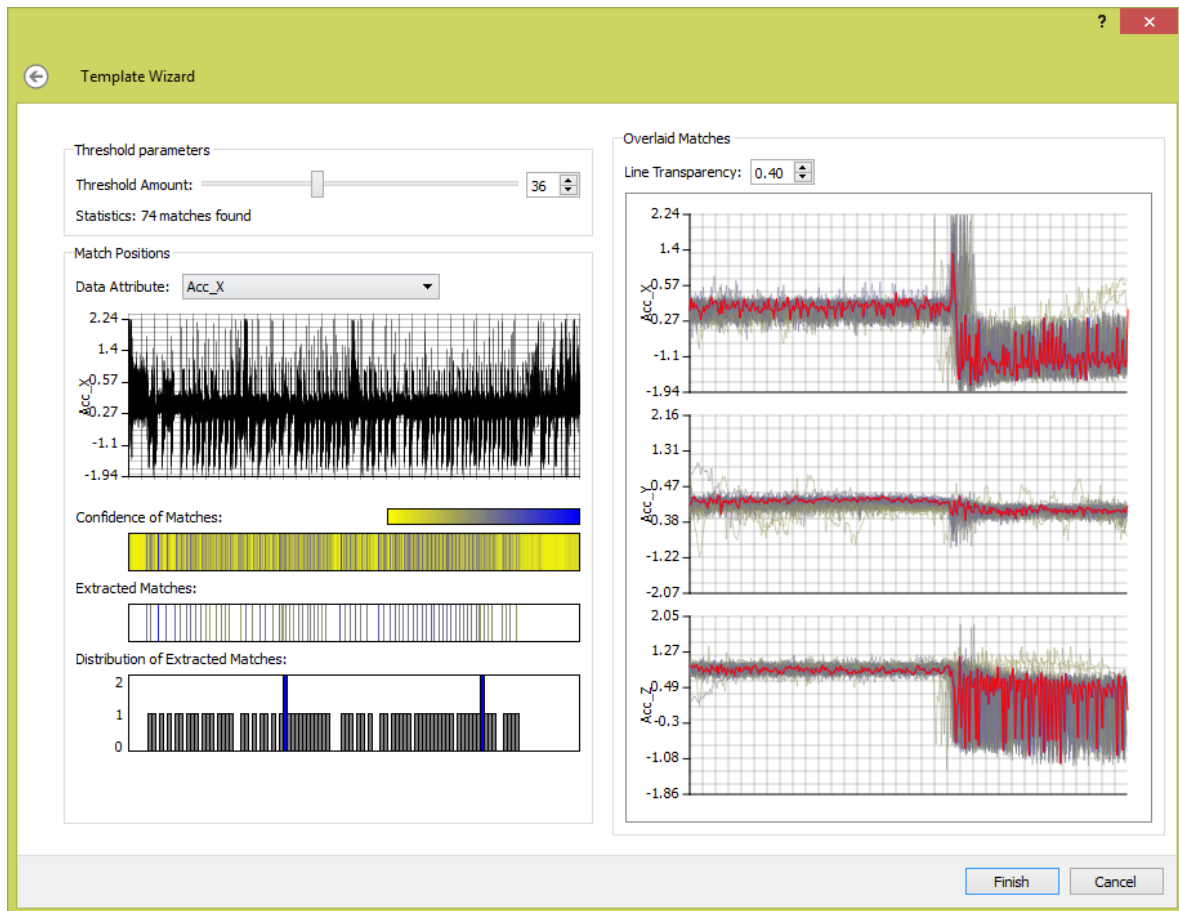 ?
Template Wizard
Threshold parameters
Threshold Amount: 36
Statistics: 74 matches found
Match Positions
Data Attribute: Acc_X
2.24
1.4
0.57
-0.27
-1.1
-1.94
Acc_X
Confidence of Matches:
Extracted Matches:
Distribution of Extracted Matches:
2
1
0
Overlaid Matches
Line Transparency: 0.40
2.24
1.4
0.57
-0.27
-1.1
-1.94
Acc_X
2.16
1.31
0.47
-0.38
-1.22
-2.07
Acc_Y
2.05
1.27
0.49
-0.3
-1.08
-1.86
Acc_Z
Finish Cancel